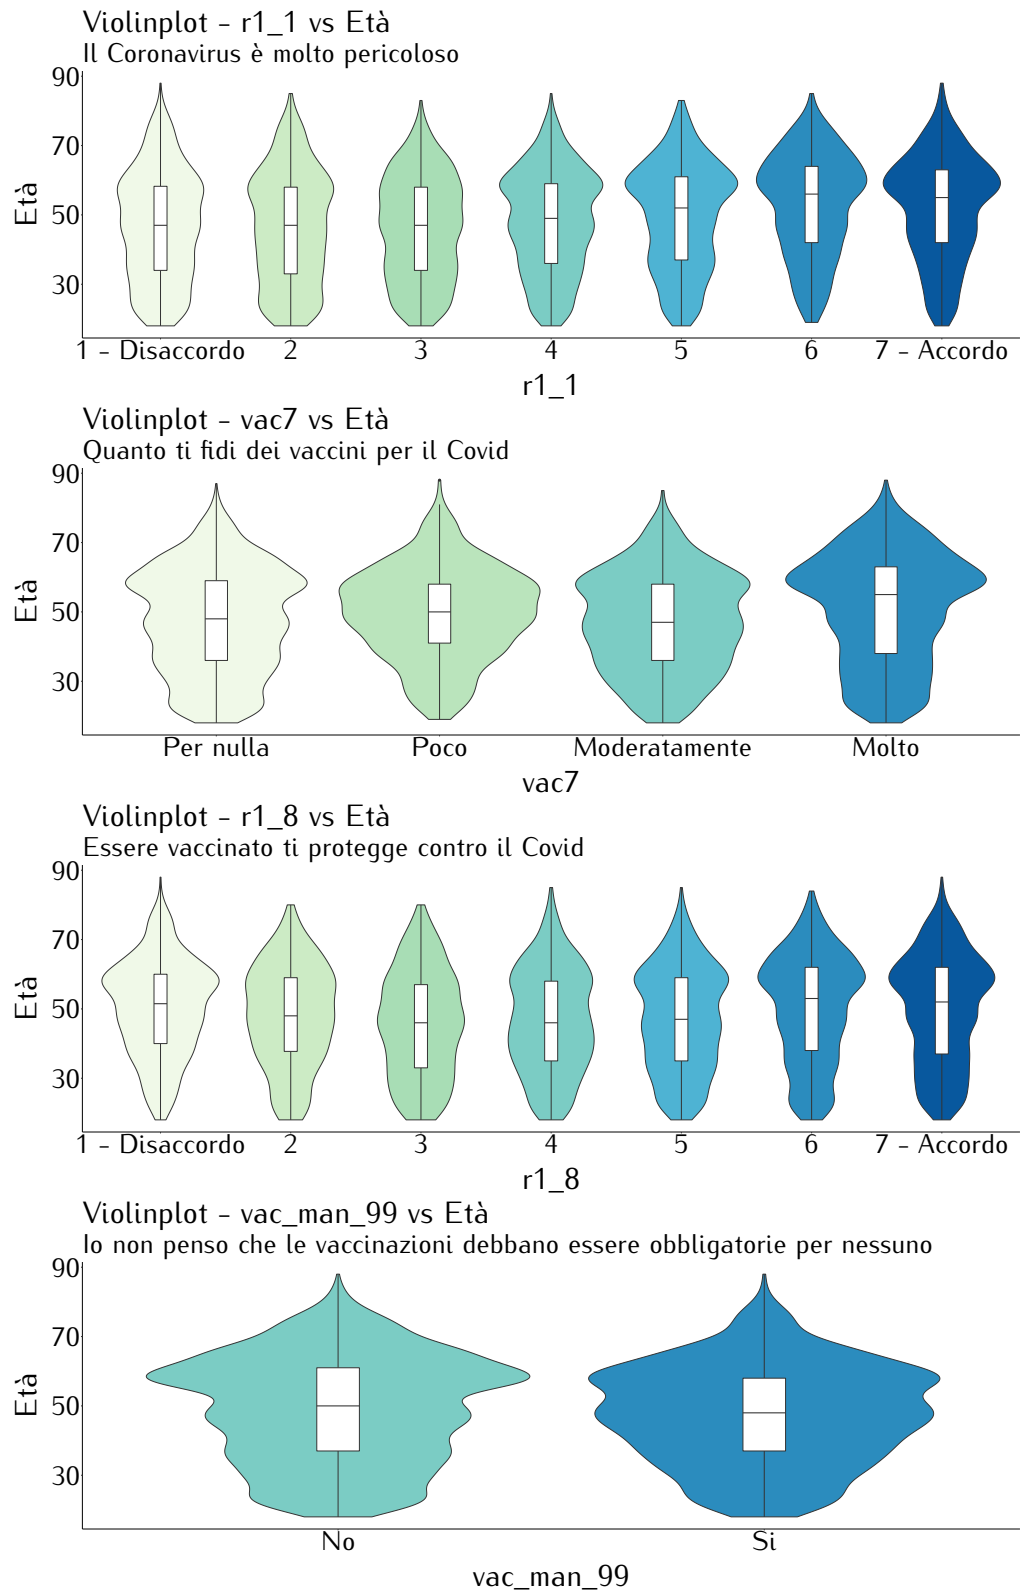 Violinplot - r1_1 vs Età
Il Coronavirus è molto pericoloso
90
70
50
30
Età
1 - Disaccordo 2 3 4 5 6 7 - Accordo
r1_1
Violinplot - vac7 vs Età
Quanto ti fidi dei vaccini per il Covid
90
70
50
30
Età
Per nulla Poco Moderatamente Molto
vac7
Violinplot - r1_8 vs Età
Essere vaccinato ti protegge contro il Covid
90
70
50
30
Età
1 - Disaccordo 2 3 4 5 6 7 - Accordo
r1_8
Violinplot - vac_man_99 vs Età
Io non penso che le vaccinazioni debbano essere obbligatorie per nessuno
90
70
50
30
Età
No Si
vac_man_99